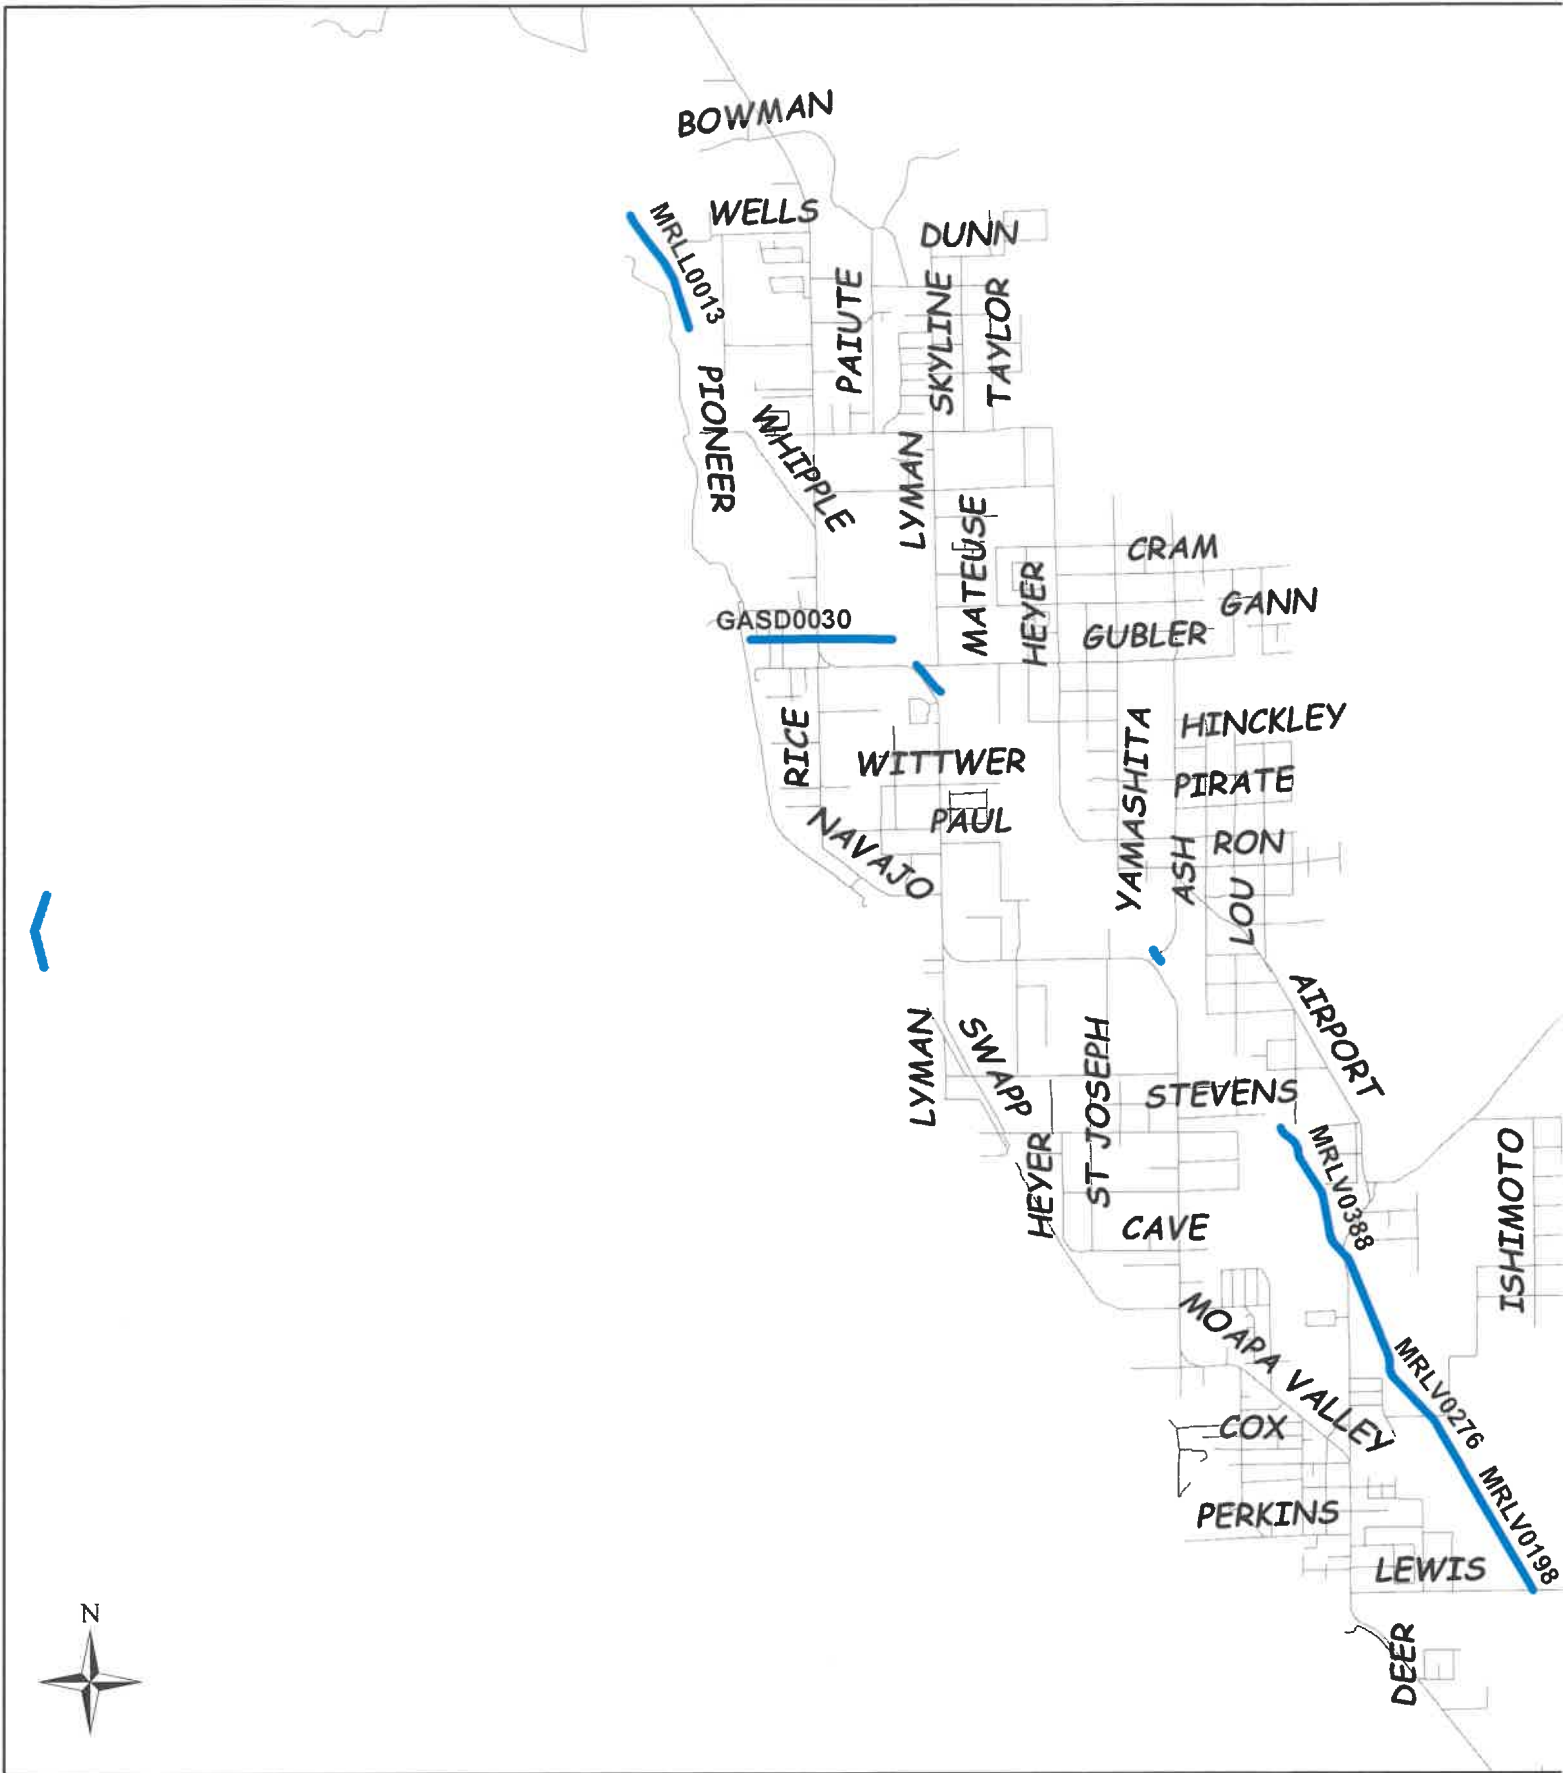 BOWMAN
WELLS
MRLL0013
DUNN
PAIUTE
SKYLINE
TAYLOR
PIONEER
WHIPPLE
LYMAN
MATEUSE
HEYER
CRAM
GANN
GUBLER
GASD0030
RICE
WITTWER
HINCKLEY
YAMASHITA
PIRATE
PAUL
NAVAJO
ASH
RON
LOU
AIRPORT
LYMAN
SWAPP
ST JOSEPH
STEVENS
HEYER
MRLV0388
ISHIMOTO
CAVE
MOAPA VALLEY
MRLV0276
COX
PERKINS
MRLV0198
LEWIS
N
DEER